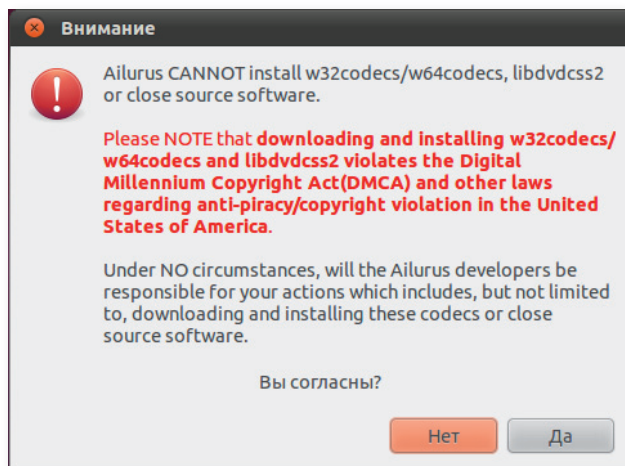 Внимание
Ailurus CANNOT install w32codecs/w64codecs, libdvdcss2
or close source software.
Please NOTE that downloading and installing w32codecs/
w64codecs and libdvdcss2 violates the Digital
Millennium Copyright Act(DMCA) and other laws
regarding anti-piracy/copyright violation in the United
States of America.
Under NO circumstances, will the Ailurus developers be
responsible for your actions which includes, but not limited
to, downloading and installing these codecs or close
source software.
Вы согласны?
Нет
Да